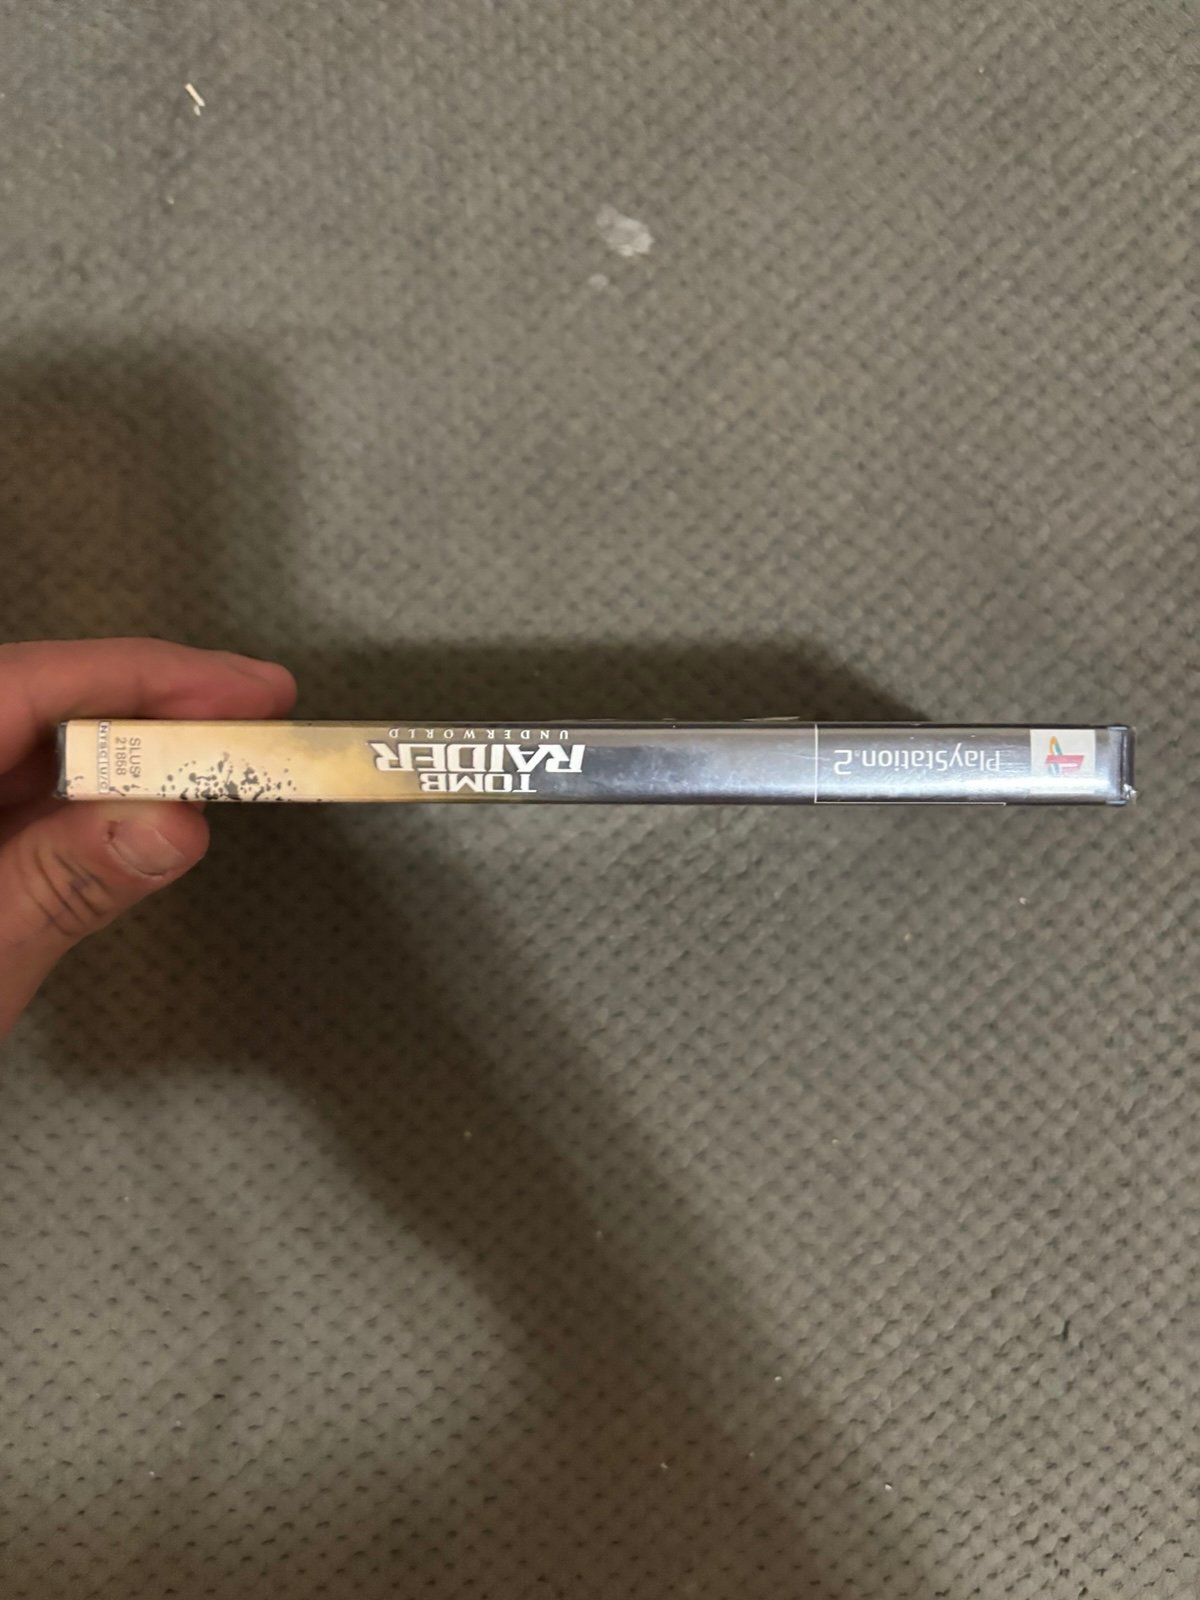 PlayStation®2
TOMB
RAIDER
UNDERWORLD
SLUS
21858
NTSC U/C